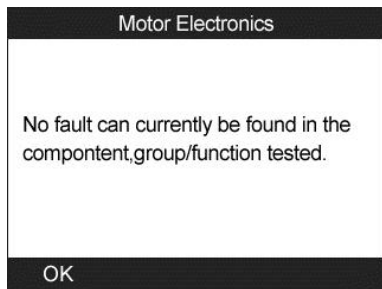 Motor Electronics
No fault can currently be found in the
compontent,group/function tested.
OK